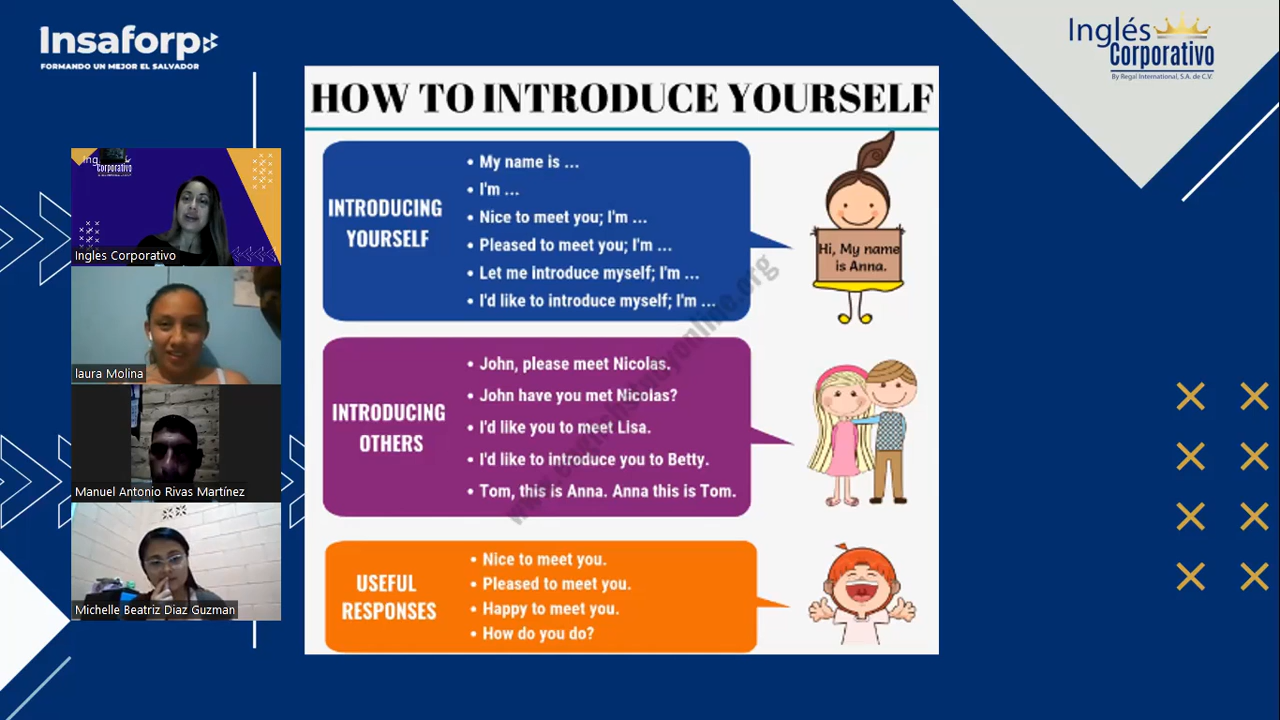 Insaforp
FORMANDO UN MEJOR EL SALVADOR
Inglés
Corporativo
By Regal International, S.A. de C.V.
HOW TO INTRODUCE YOURSELF
INTRODUCING
YOURSELF
• My name is ...
• I'm ...
• Nice to meet you; I'm ...
• Pleased to meet you; I'm ...
• Let me introduce myself; I'm ...
• I'd like to introduce myself; I'm ...
Hi, My name
is Anna.
INTRODUCING
OTHERS
• John, please meet Nicolas.
• John have you met Nicolas?
• I'd like you to meet Lisa.
• I'd like to introduce you to Betty.
• Tom, this is Anna. Anna this is Tom.
USEFUL
RESPONSES
• Nice to meet you.
• Pleased to meet you.
• Happy to meet you.
• How do you do?
Ing
Corporativo
Ingles Corporativo
laura Molina
Manuel Antonio Rivas Martínez
Michelle Beatriz Diaz Guzman